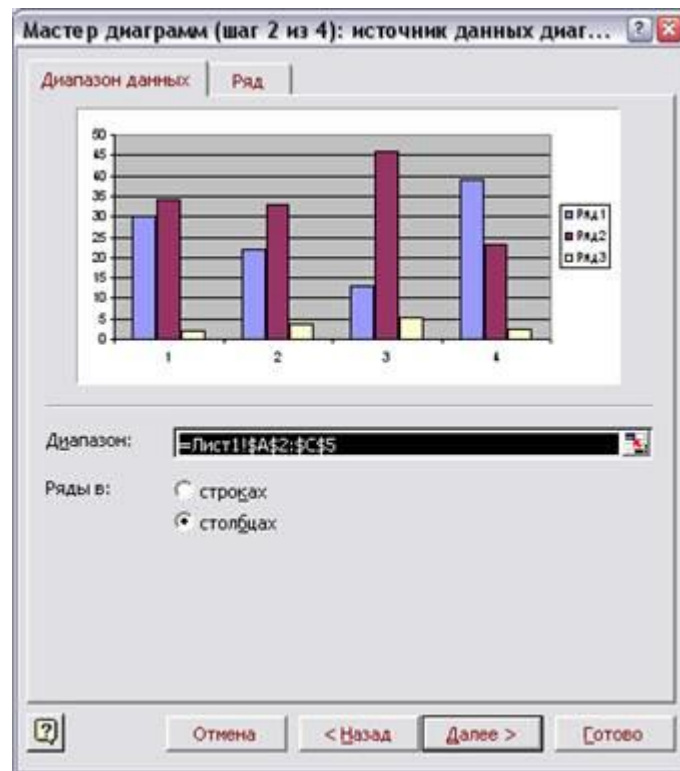 Мастер диаграмм (шаг 2 из 4): источник данных диаг...
Диапазон данных
Ряд
50
45
40
35
30
25
20
15
10
5
0
1
2
3
4
Ряд1
Ряд2
Ряд3
Диапазон:
=Лист1!$A$2:$C$5
Ряды в:
строках
столбцах
Отмена
< Назад
Далее >
Готово